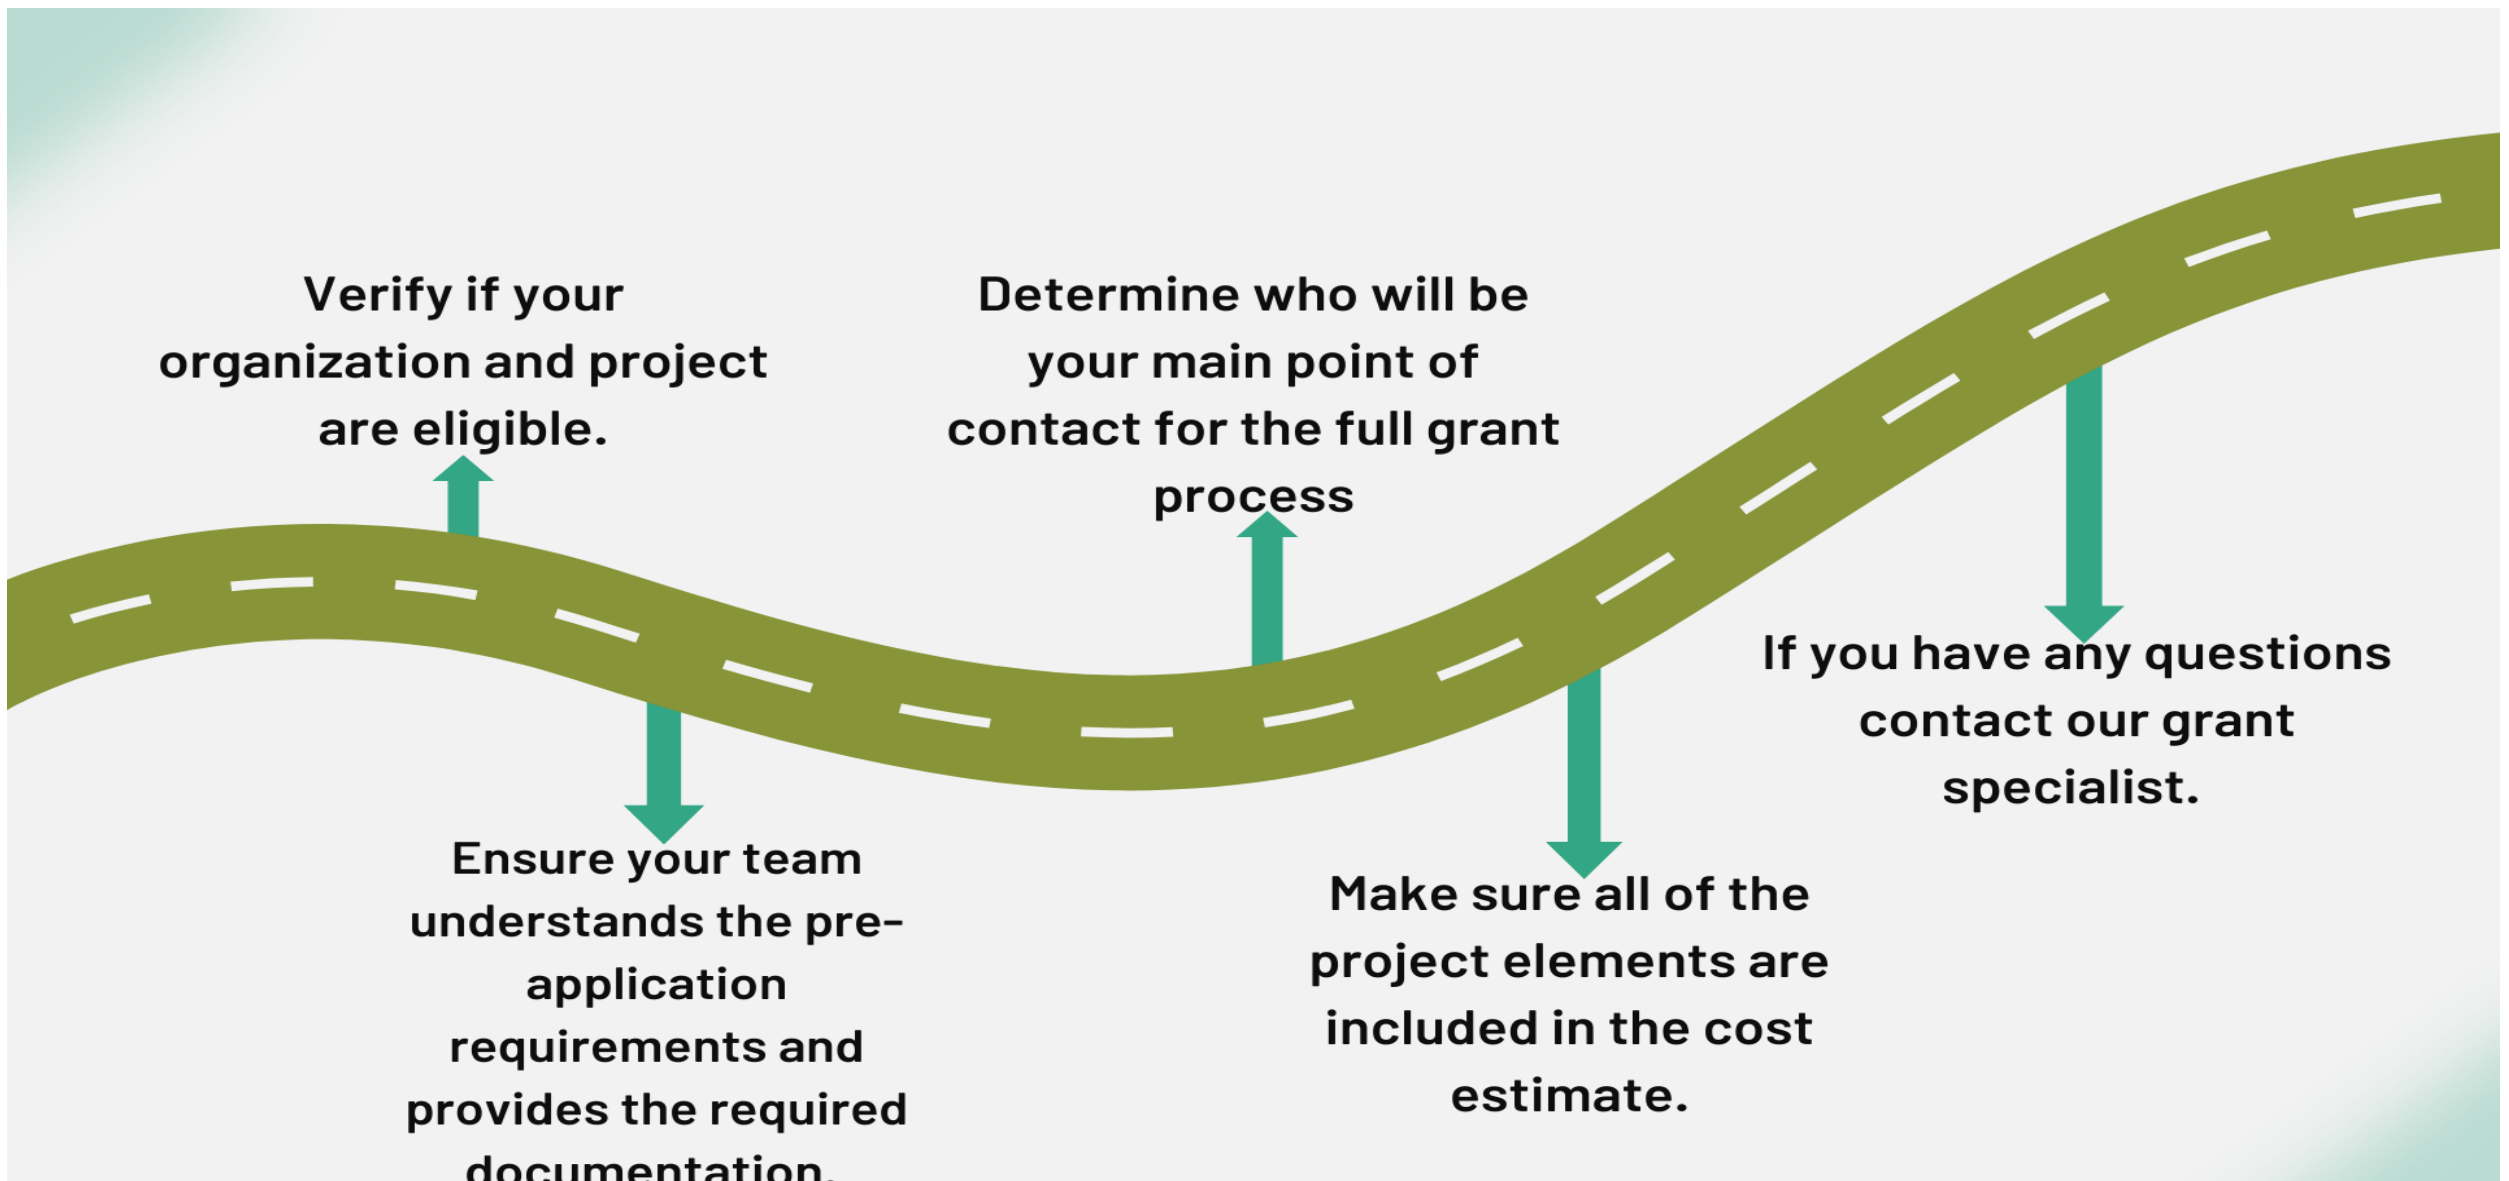 Verify if your
organization and project
are eligible.
Ensure your team
understands the pre-
application
requirements and
provides the required
documentation.
Determine who will be
your main point of
contact for the full grant
process
Make sure all of the
project elements are
included in the cost
estimate.
If you have any questions
contact our grant
specialist.